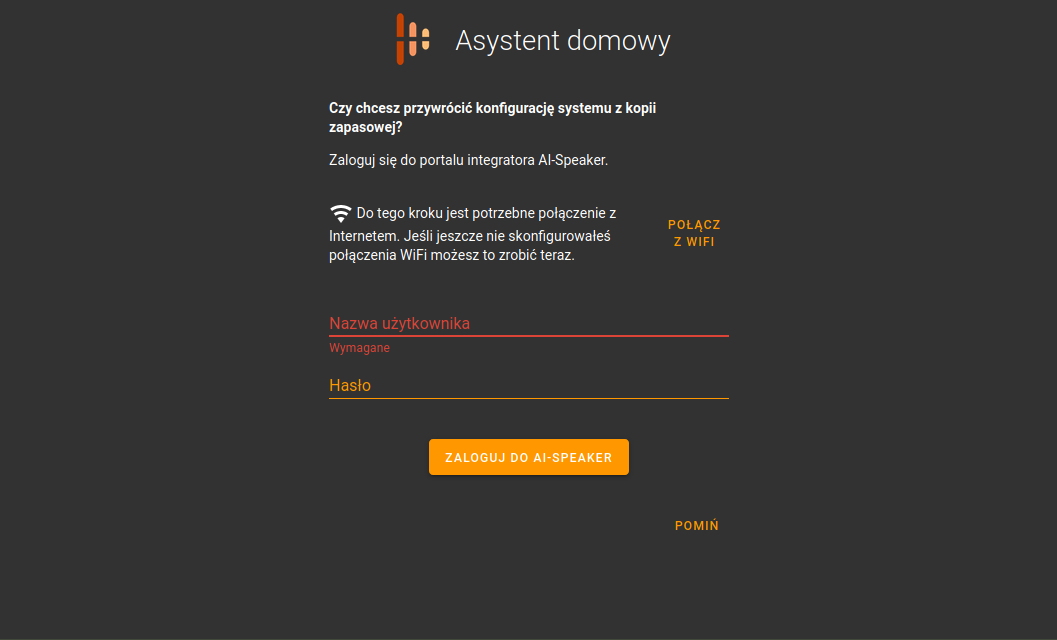 Asystent domowy
Czy chcesz przywrócić konfigurację systemu z kopii
zapasowej?
Zaloguj się do portalu integratora AI-Speaker.
Do tego kroku jest potrzebne połączenie z
Internetem. Jeśli jeszcze nie skonfigurowałeś
połączenia WiFi możesz to zrobić teraz.
POŁĄCZ
Z WIFI
Nazwa użytkownika
Wymagane
Hasło
ZALOGUJ DO AI-SPEAKER
POMIŃ